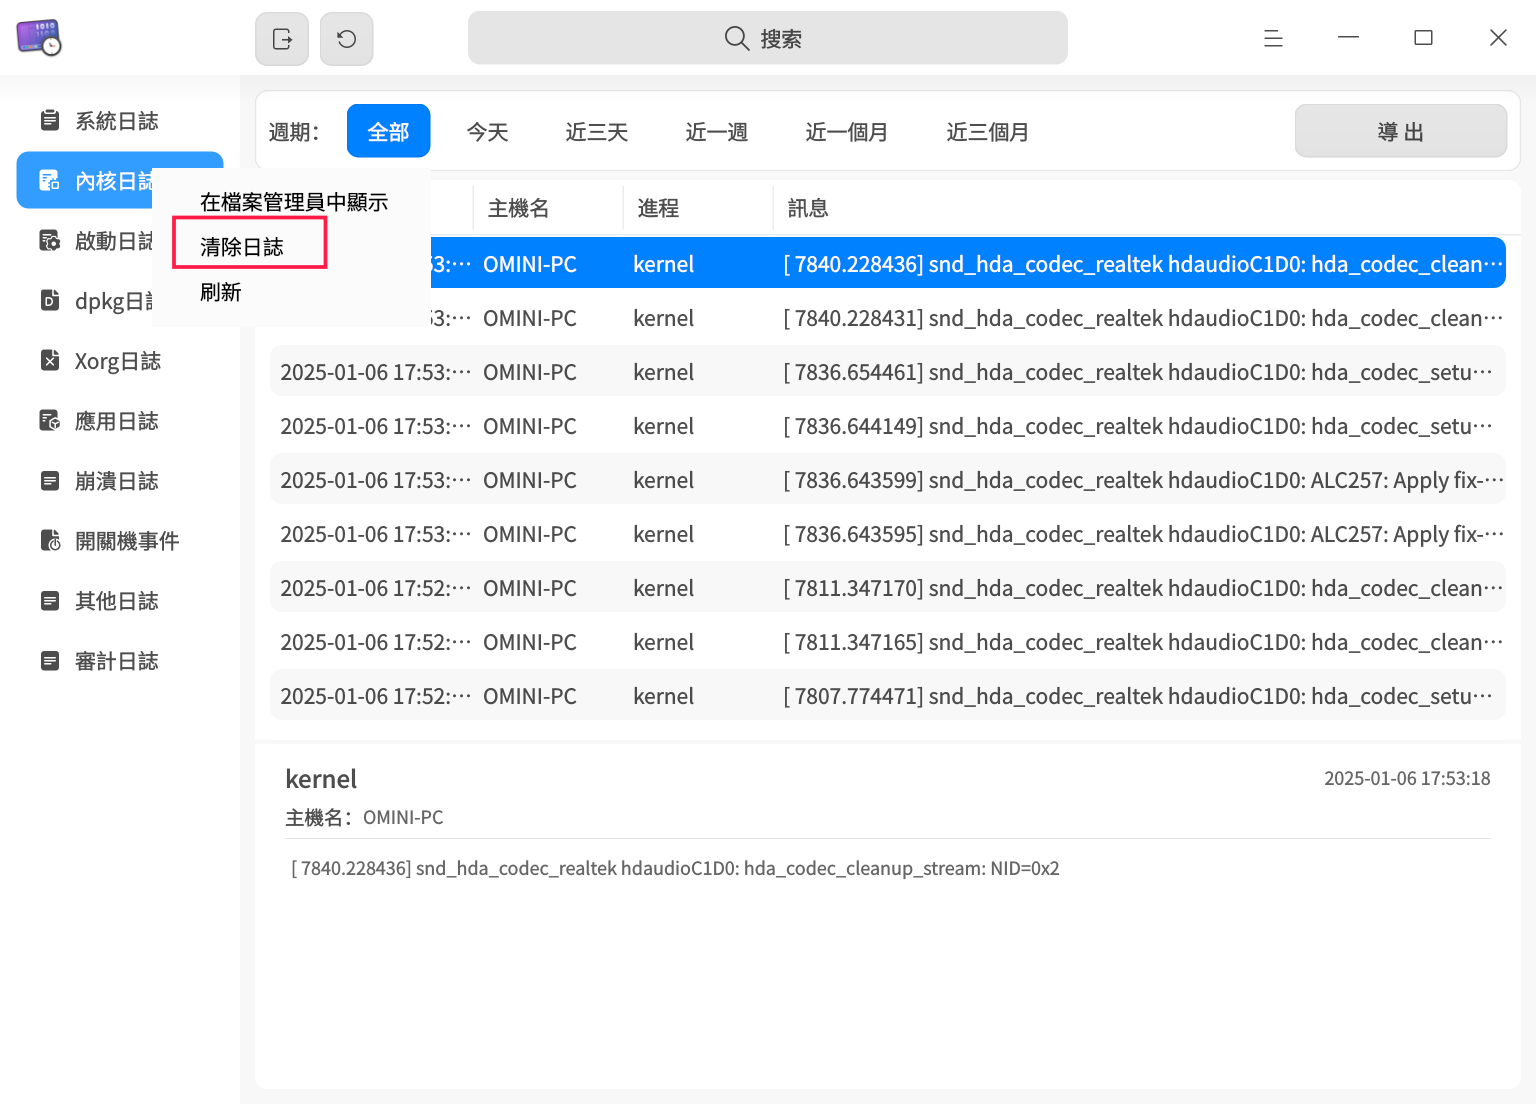 搜索
系統日誌
內核日誌
啟動日誌
dpkg日誌
Xorg日誌
應用日誌
崩潰日誌
開關機事件
其他日誌
審計日誌
在檔案管理員中顯示
清除日誌
刷新
週期： 全部 今天 近三天 近一週 近一個月 近三個月 導 出
主機名 進程 訊息
53:··· OMINI-PC kernel [ 7840.228436] snd_hda_codec_realtek hdaudioC1D0: hda_codec_clean···
53:··· OMINI-PC kernel [ 7840.228431] snd_hda_codec_realtek hdaudioC1D0: hda_codec_clean···
2025-01-06 17:53:··· OMINI-PC kernel [ 7836.654461] snd_hda_codec_realtek hdaudioC1D0: hda_codec_setu···
2025-01-06 17:53:··· OMINI-PC kernel [ 7836.644149] snd_hda_codec_realtek hdaudioC1D0: hda_codec_setu···
2025-01-06 17:53:··· OMINI-PC kernel [ 7836.643599] snd_hda_codec_realtek hdaudioC1D0: ALC257: Apply fix-···
2025-01-06 17:53:··· OMINI-PC kernel [ 7836.643595] snd_hda_codec_realtek hdaudioC1D0: ALC257: Apply fix-···
2025-01-06 17:52:··· OMINI-PC kernel [ 7811.347170] snd_hda_codec_realtek hdaudioC1D0: hda_codec_clean···
2025-01-06 17:52:··· OMINI-PC kernel [ 7811.347165] snd_hda_codec_realtek hdaudioC1D0: hda_codec_clean···
2025-01-06 17:52:··· OMINI-PC kernel [ 7807.774471] snd_hda_codec_realtek hdaudioC1D0: hda_codec_setu···
kernel 2025-01-06 17:53:18
主機名： OMINI-PC
[ 7840.228436] snd_hda_codec_realtek hdaudioC1D0: hda_codec_cleanup_stream: NID=0x2